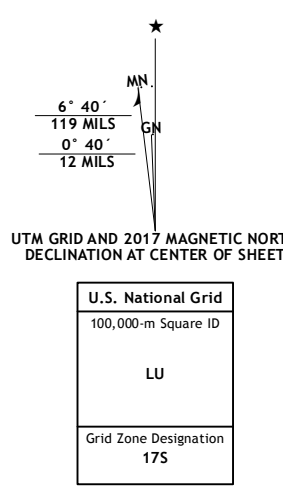 ★
MN
6° 40´
119 MILS
GN
0° 40´
12 MILS
UTM GRID AND 2017 MAGNETIC NORT
DECLINATION AT CENTER OF SHEET
U.S. National Grid
100,000-m Square ID
LU
Grid Zone Designation
17S